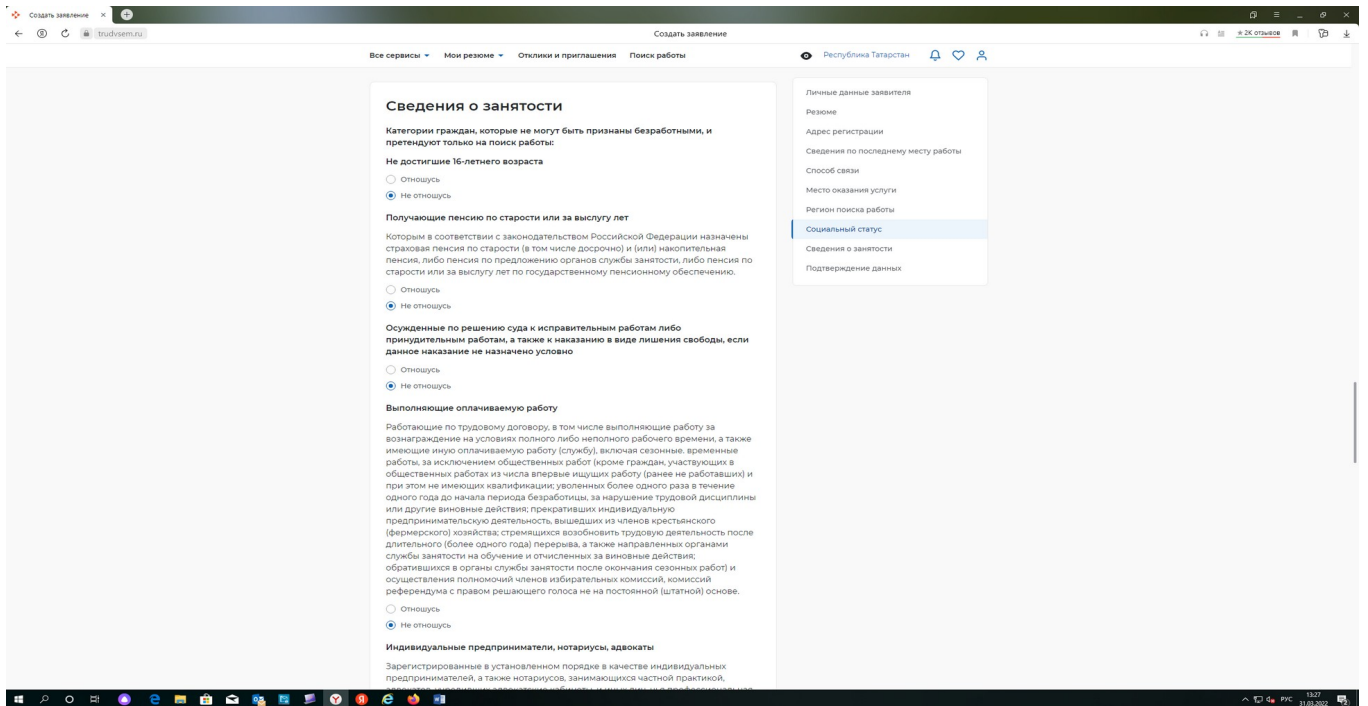 Создать заявление
trudvsem.ru
Создать заявление
★ 2K отзывов
Все сервисы
Мои резюме
Отклики и приглашения
Поиск работы
Республика Татарстан
Сведения о занятости
Категории граждан, которые не могут быть признаны безработными, и
претендуют только на поиск работы:
Не достигшие 16-летнего возраста
Отношусь
Не отношусь
Получающие пенсию по старости или за выслугу лет
Которым в соответствии с законодательством Российской Федерации назначены
страховая пенсия по старости (в том числе досрочно) и (или) накопительная
пенсия, либо пенсия по предложению органов службы занятости, либо пенсия по
старости или за выслугу лет по государственному пенсионному обеспечению.
Отношусь
Не отношусь
Осужденные по решению суда к исправительным работам либо
принудительным работам, а также к наказанию в виде лишения свободы, если
данное наказание не назначено условно
Отношусь
Не отношусь
Выполняющие оплачиваемую работу
Работающие по трудовому договору, в том числе выполняющие работу за
вознаграждение на условиях полного либо неполного рабочего времени, а также
имеющие иную оплачиваемую работу (службу), включая сезонные. временные
работы, за исключением общественных работ (кроме граждан, участвующих в
общественных работах из числа впервые ищущих работу (ранее не работавших) и
при этом не имеющих квалификации; уволенных более одного раза в течение
одного года до начала периода безработицы, за нарушение трудовой дисциплины
или другие виновные действия; прекративших индивидуальную
предпринимательскую деятельность, вышедших из членов крестьянского
(фермерского) хозяйства; стремящихся возобновить трудовую деятельность после
длительного (более одного года) перерыва, а также направленных органами
службы занятости на обучение и отчисленных за виновные действия;
обратившихся в органы службы занятости после окончания сезонных работ) и
осуществления полномочий членов избирательных комиссий, комиссий
референдума с правом решающего голоса не на постоянной (штатной) основе.
Отношусь
Не отношусь
Индивидуальные предприниматели, нотариусы, адвокаты
Зарегистрированные в установленном порядке в качестве индивидуальных
предпринимателей, а также нотариусов, занимающихся частной практикой,
Личные данные заявителя
Резюме
Адрес регистрации
Сведения по последнему месту работы
Способ связи
Место оказания услуги
Регион поиска работы
Социальный статус
Сведения о занятости
Подтверждение данных
РУС
13:27
31.03.2022